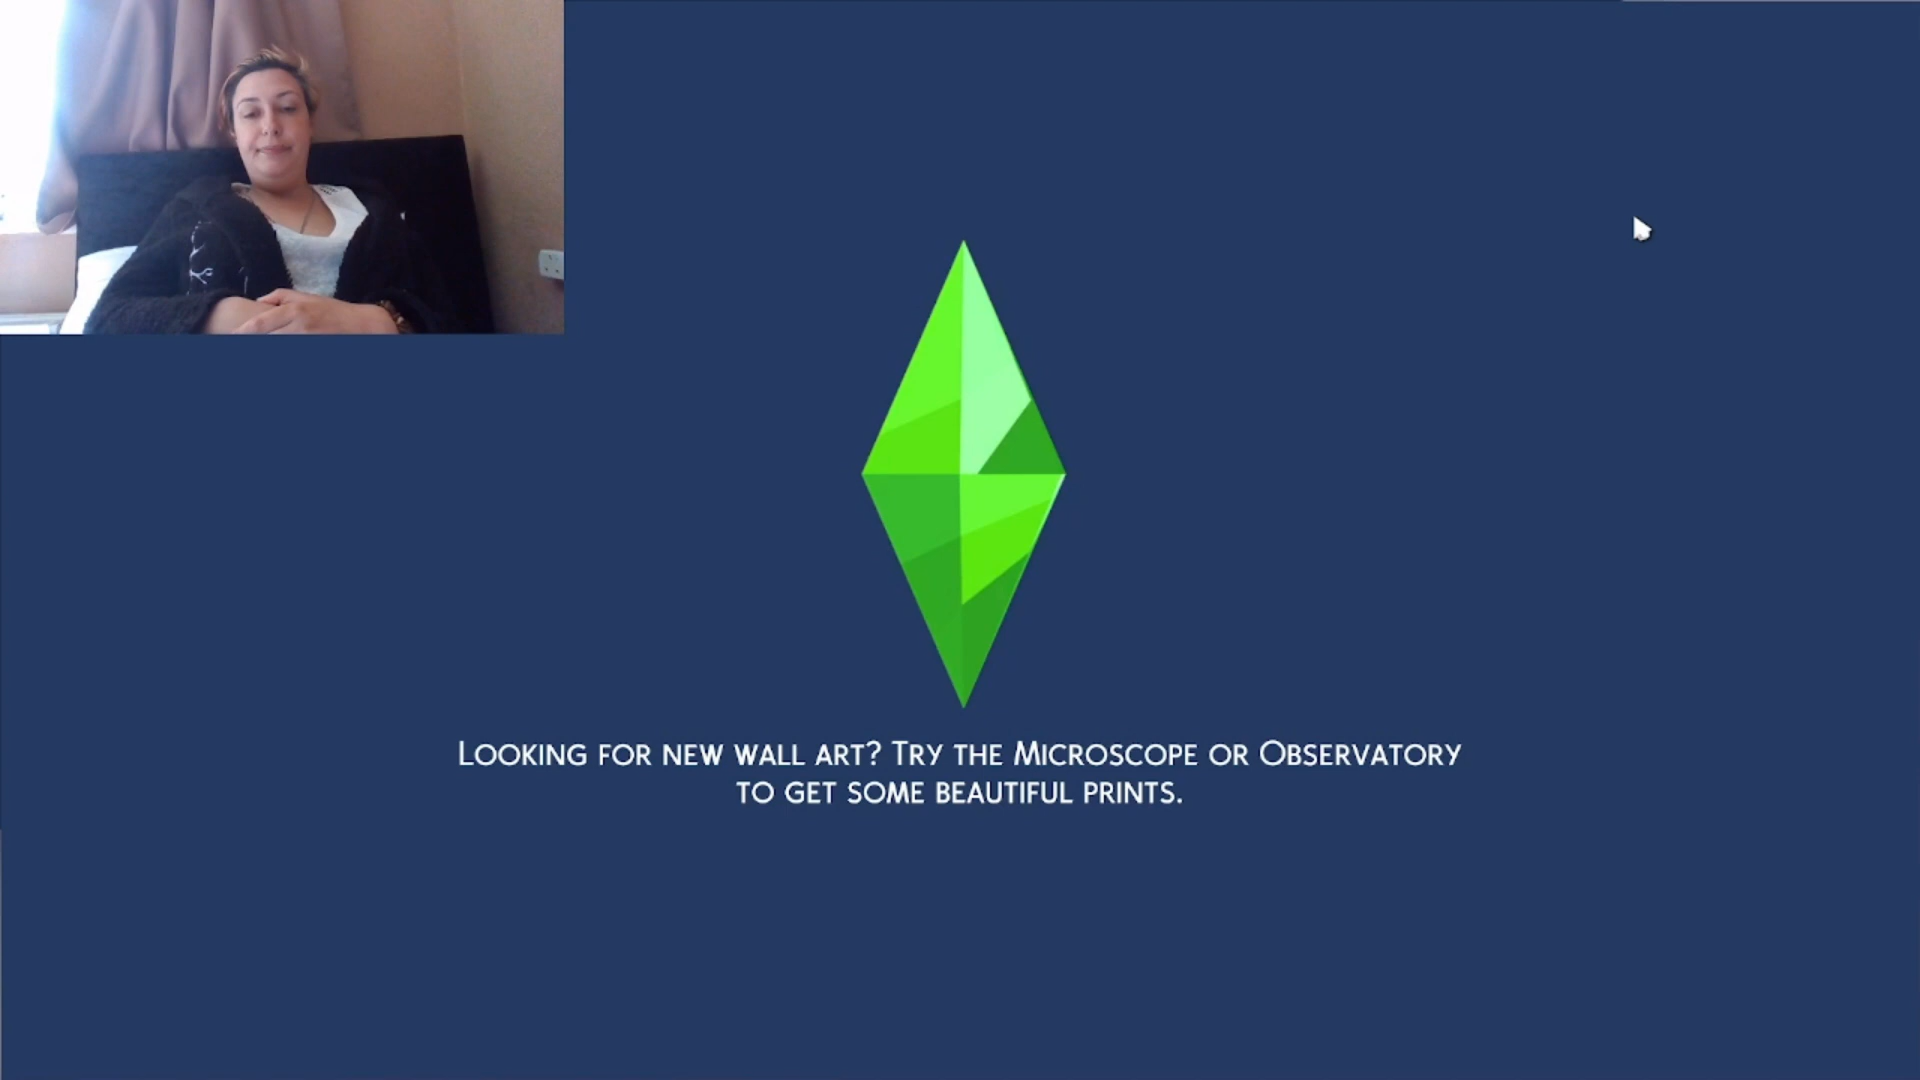 Looking for new wall art? Try the Microscope or Observatory
to get some beautiful prints.